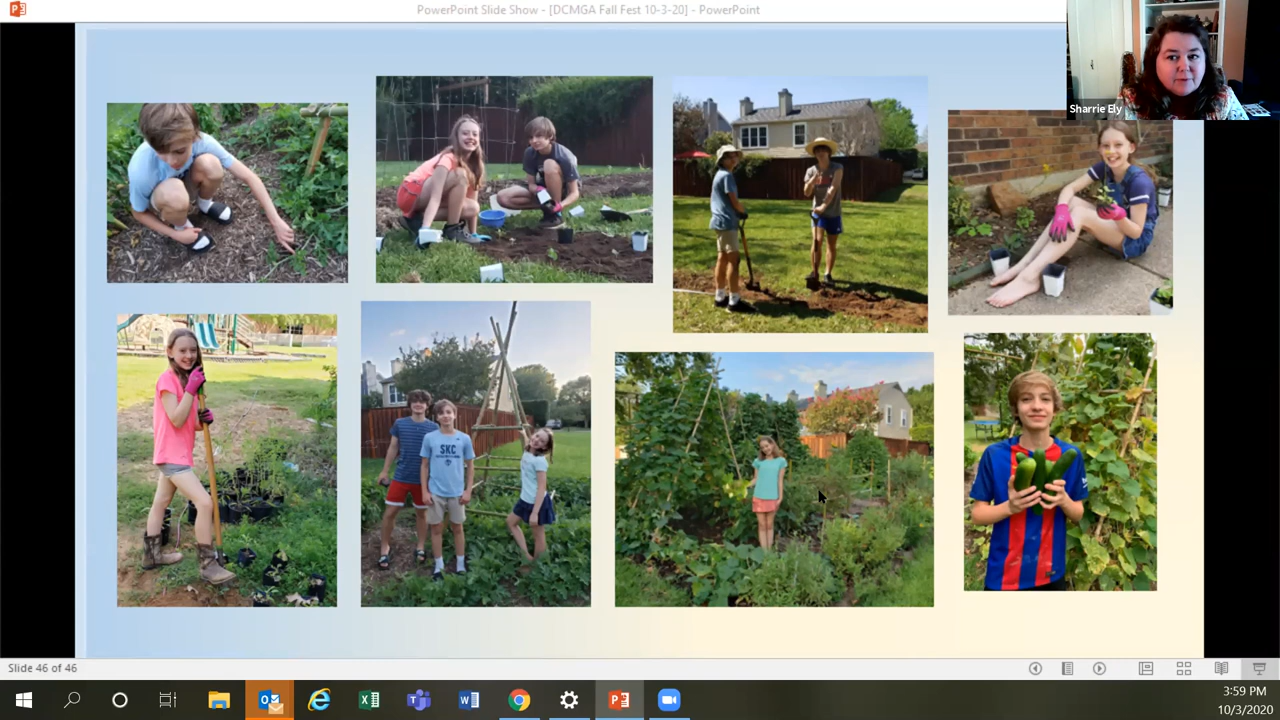 PowerPoint Slide Show - [DCMGA Fall Fest 10-3-20] - PowerPoint
Sharrie Ely
SKC
Slide 46 of 46
3:59 PM
10/3/2020